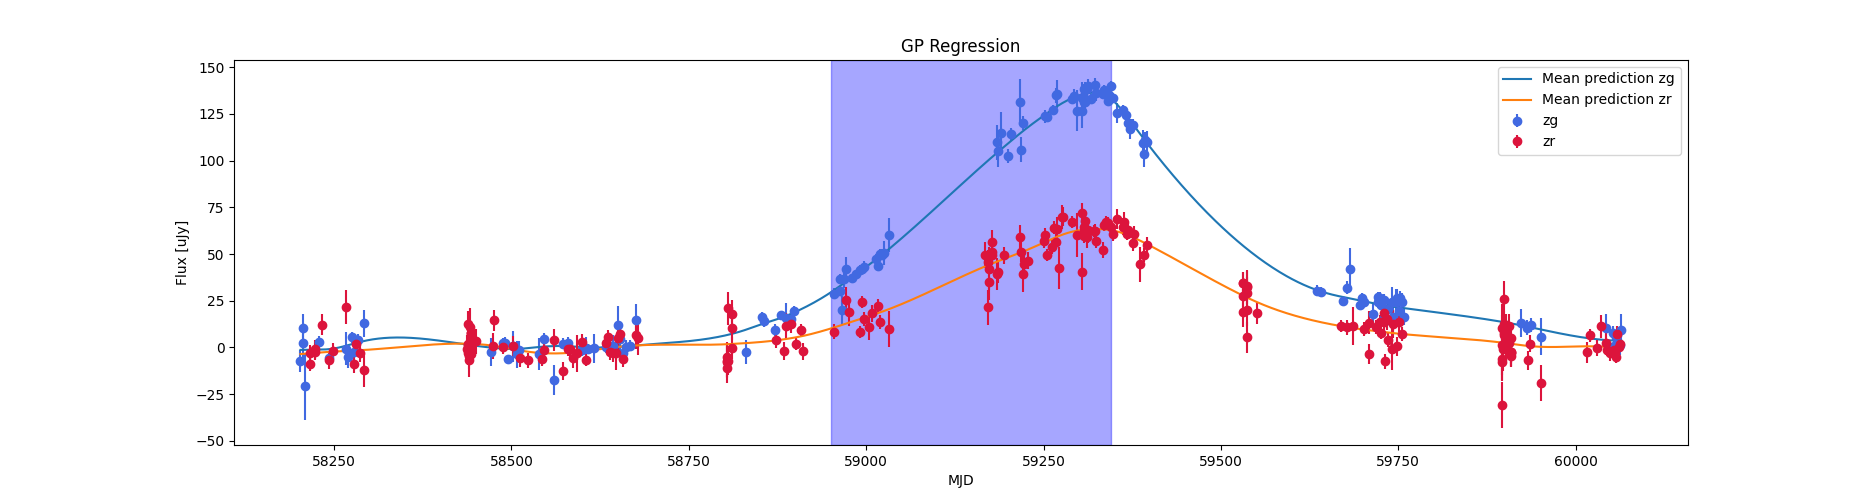 GP Regression
150
125
100
75
50
25
0
−25
−50
Flux [uJy]
58250 58500 58750 59000 59250 59500 59750 60000
MJD
Mean prediction zg
Mean prediction zr
zg
zr